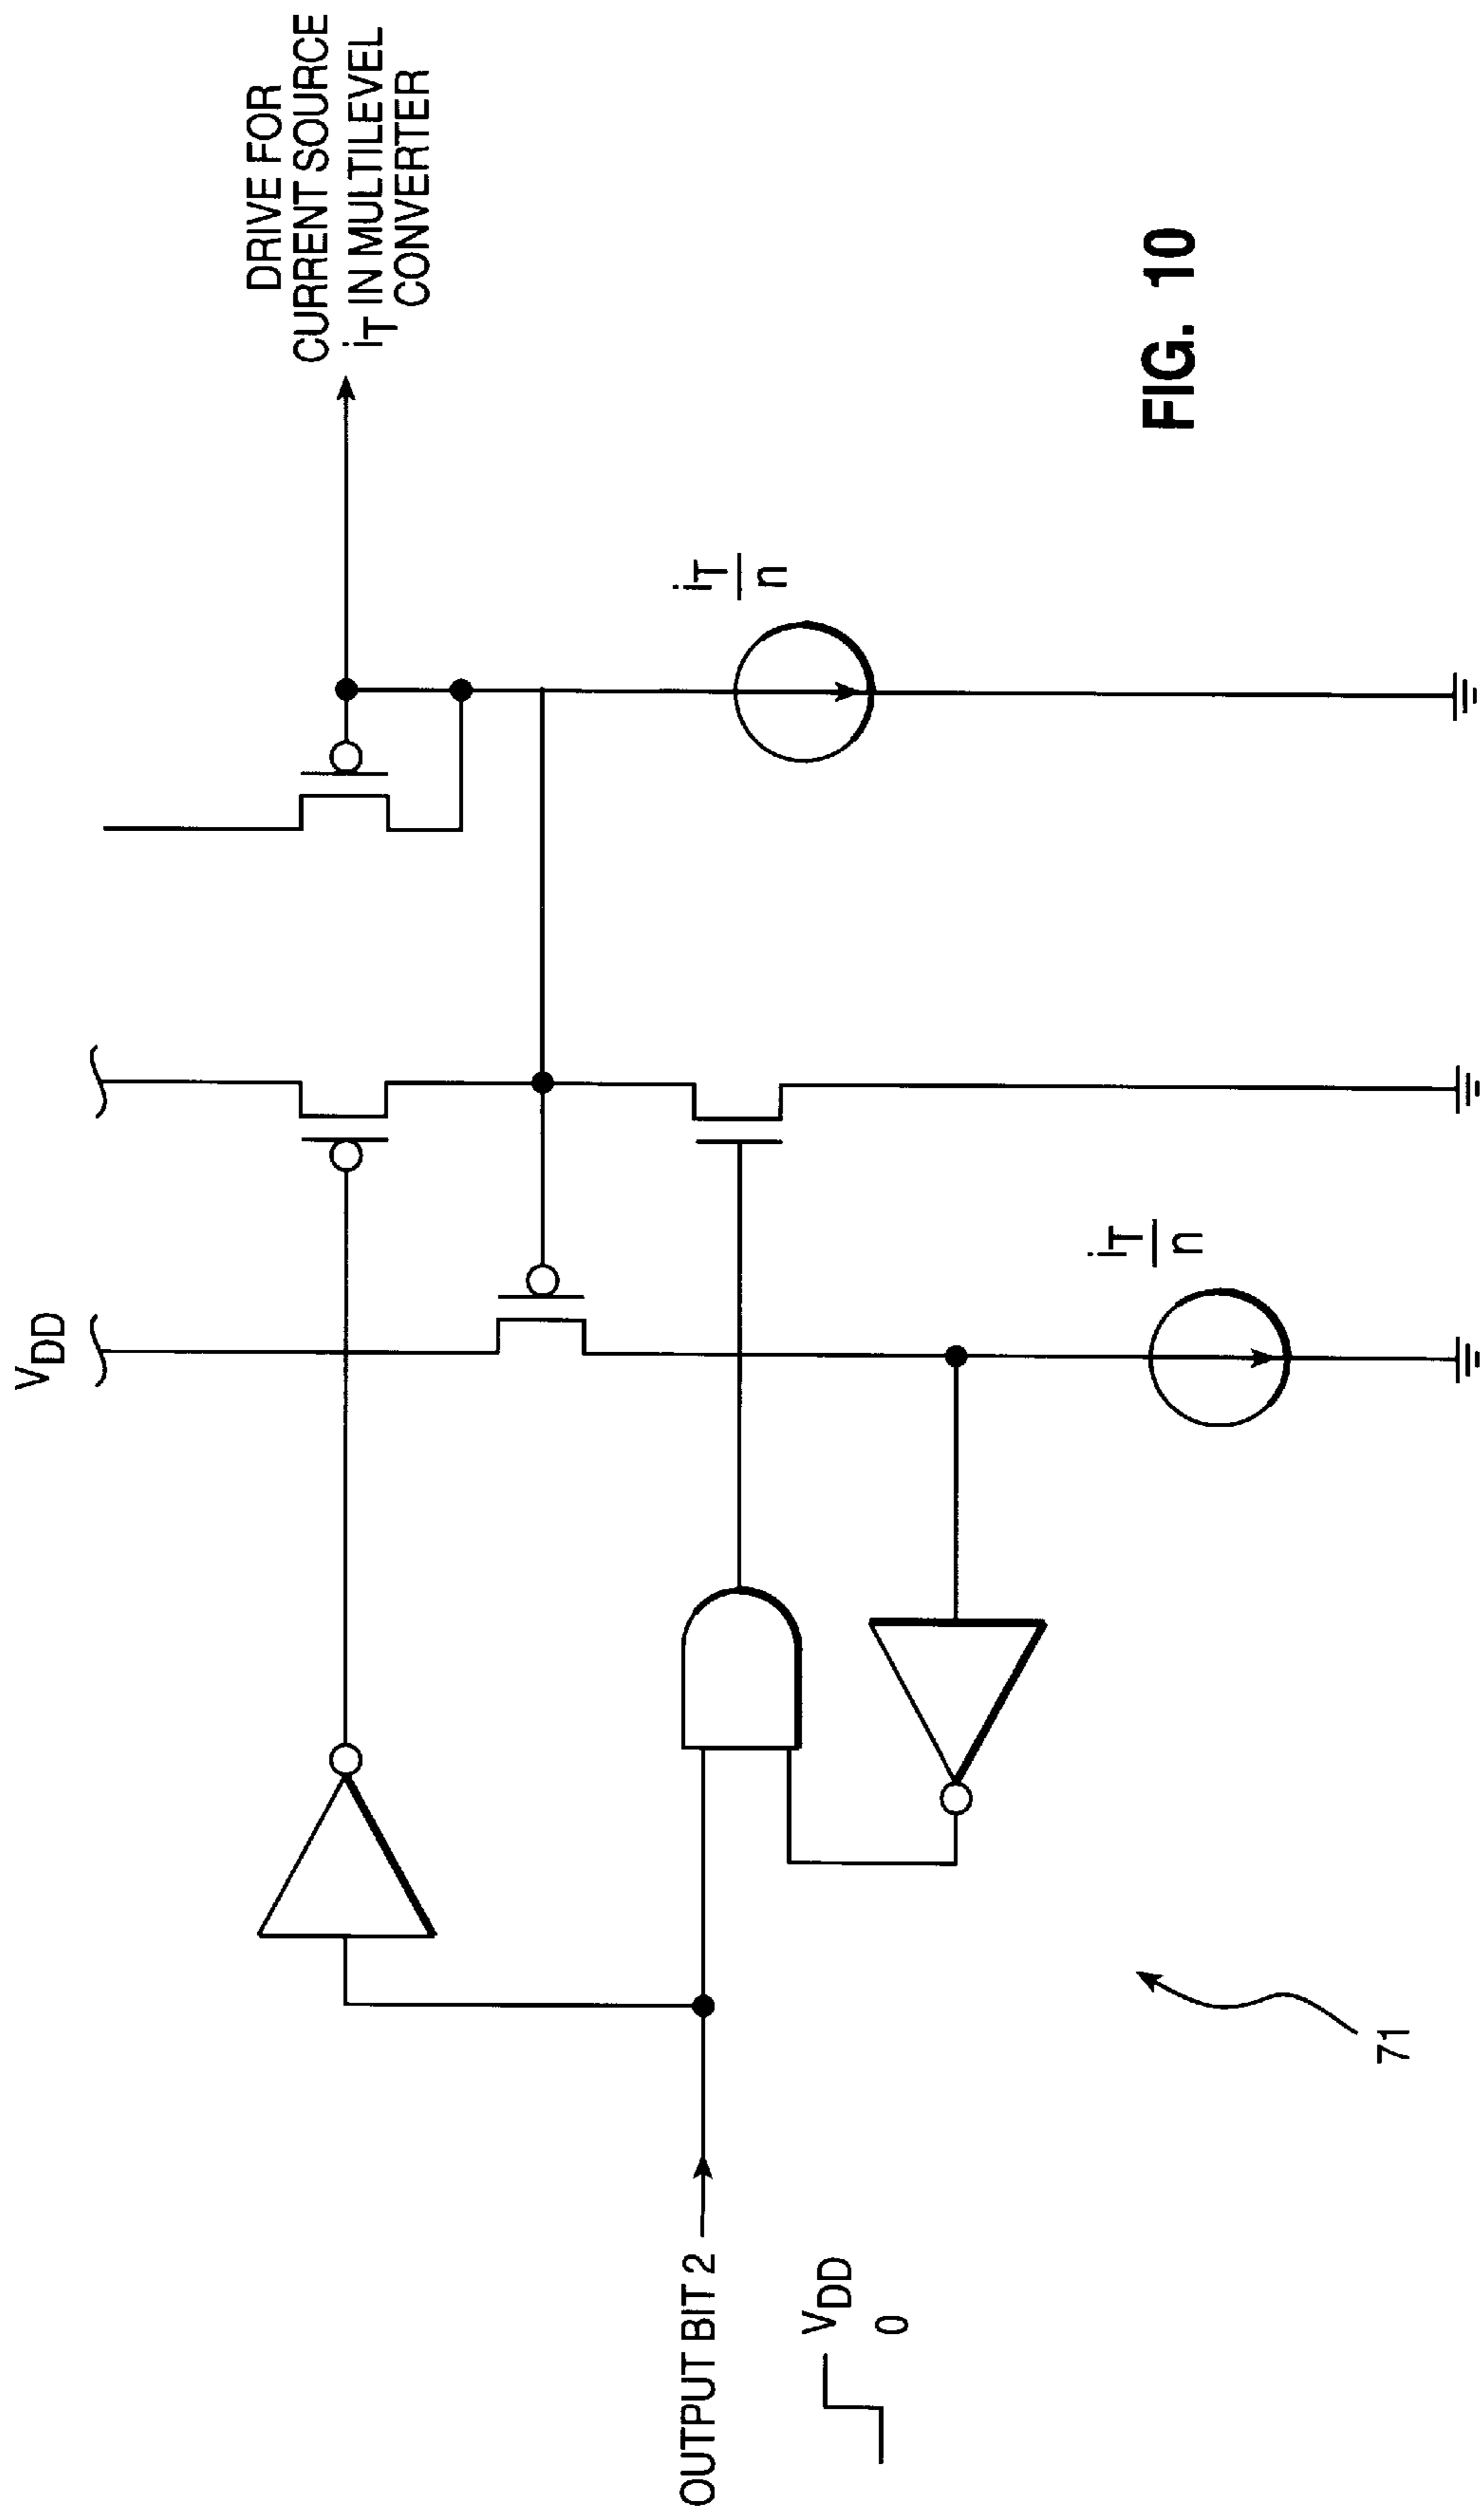 VDD
DRIVE FOR
CURRENT SOURCE
iT IN MULTILEVEL
CONVERTER
OUTPUT BIT 2
VDD
0
iT
n
iT
n
71
FIG. 10